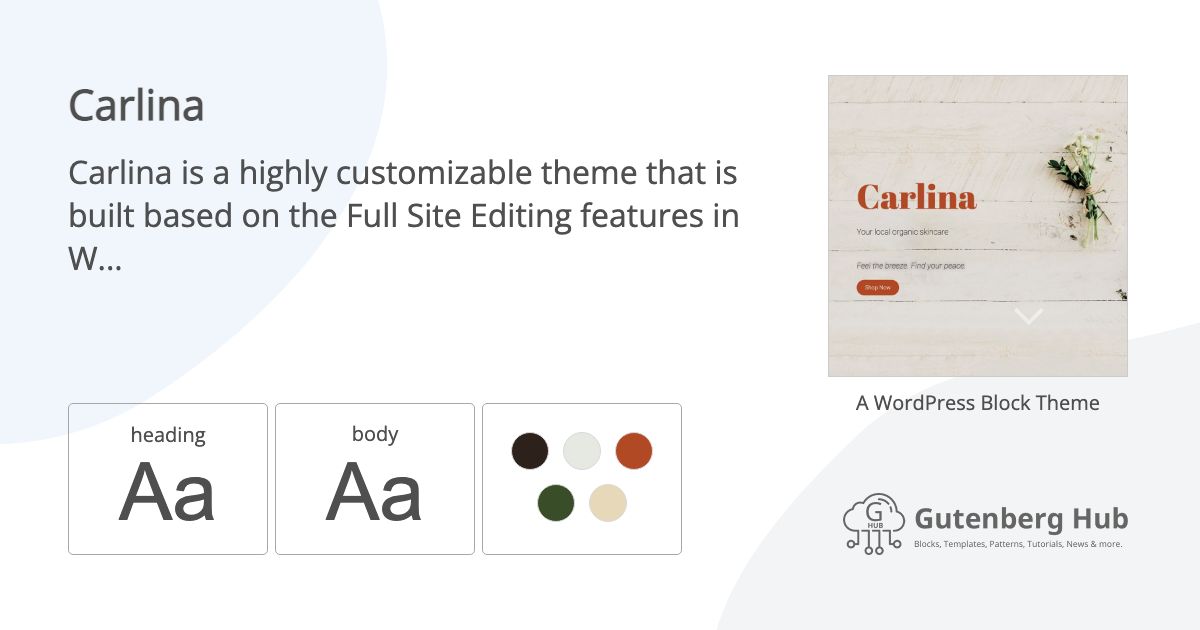 Carlina
Carlina is a highly customizable theme that is
built based on the Full Site Editing features in
W...
heading
Aa
body
Aa
Carlina
Your local organic skincare
Feel the breeze. Find your peace.
Shop Now
A WordPress Block Theme
G
HUB
Gutenberg Hub
Blocks, Templates, Patterns, Tutorials, News & more.